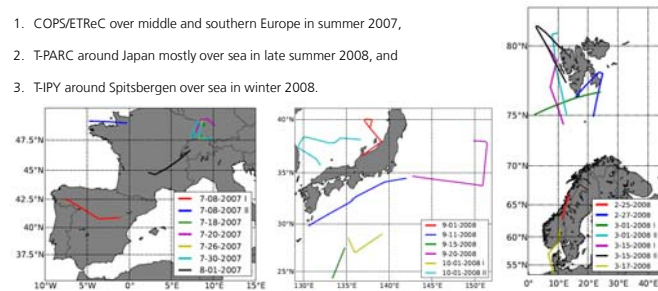 1. COPS/ETReC over middle and southern Europe in summer 2007,
2. T-PARC around Japan mostly over sea in late summer 2008, and
3. T-IPY around Spitsbergen over sea in winter 2008.
47.5°N
45°N
42.5°N
40°N
37.5°N
10°W 5°W 0° 5°E 10°E 15°E
7-08-2007 I
7-08-2007 II
7-18-2007
7-20-2007
7-26-2007
7-30-2007
8-01-2007
40°N
35°N
30°N
25°N
130°E 135°E 140°E 145°E 150°E
9-01-2008
9-11-2008
9-15-2008
9-20-2008
10-01-2008 I
10-01-2008 II
80°N
75°N
70°N
65°N
60°N
55°N
0° 10°E 20°E 30°E 40°E
2-25-2008
2-27-2008
3-01-2008 I
3-01-2008 II
3-15-2008 I
3-15-2008 II
3-17-2008